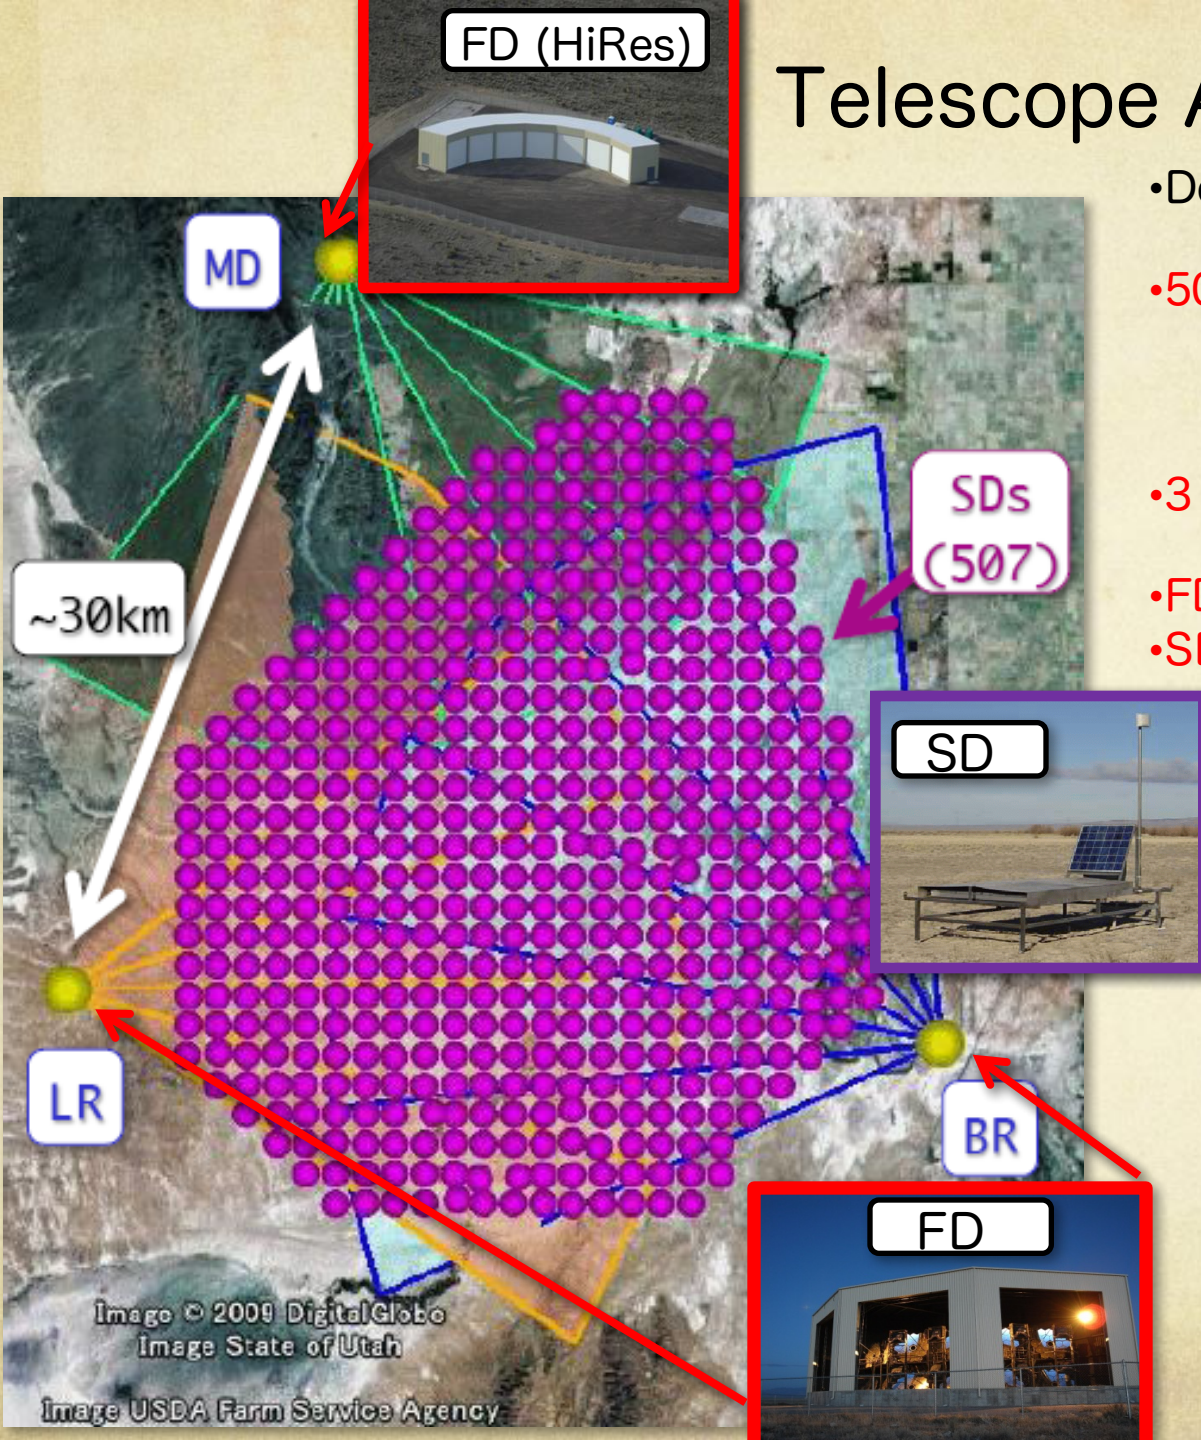 FD (HiRes)
Telescope
MD
SDs
(507)
~30km
•3
SD
LR
BR
FD
Image © 2009 DigitalGlobe
Image State of Utah
Image USDA Farm Service Agency